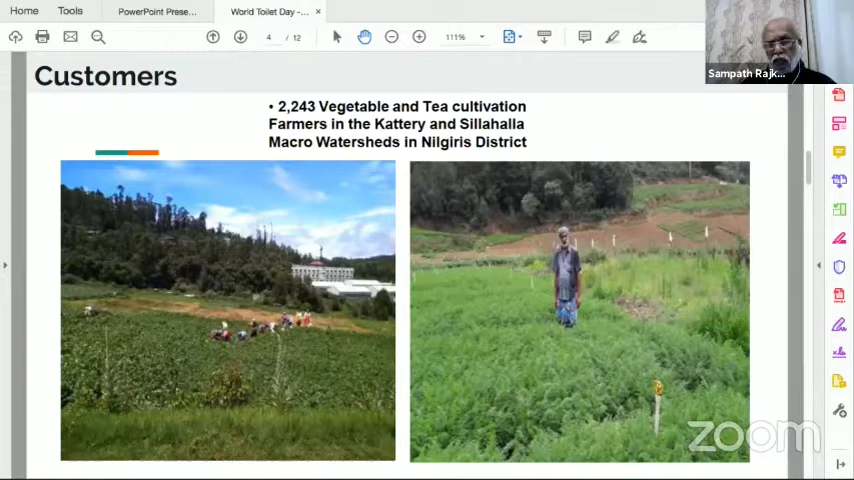 Home
Tools
PowerPoint Prese...
World Toilet Day - ...
×
4 / 12
111%
Sampath Rajk...
Customers
• 2,243 Vegetable and Tea cultivation
Farmers in the Kattery and Sillahalla
Macro Watersheds in Nilgiris District
zoom